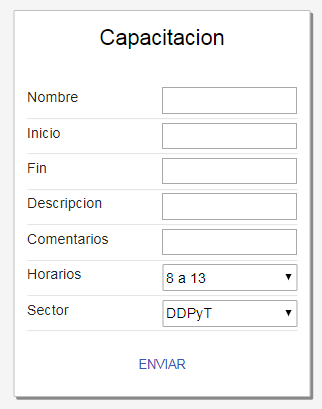 Capacitacion
Nombre
Inicio
Fin
Descripcion
Comentarios
Horarios 8 a 13
Sector DDPyT
ENVIAR